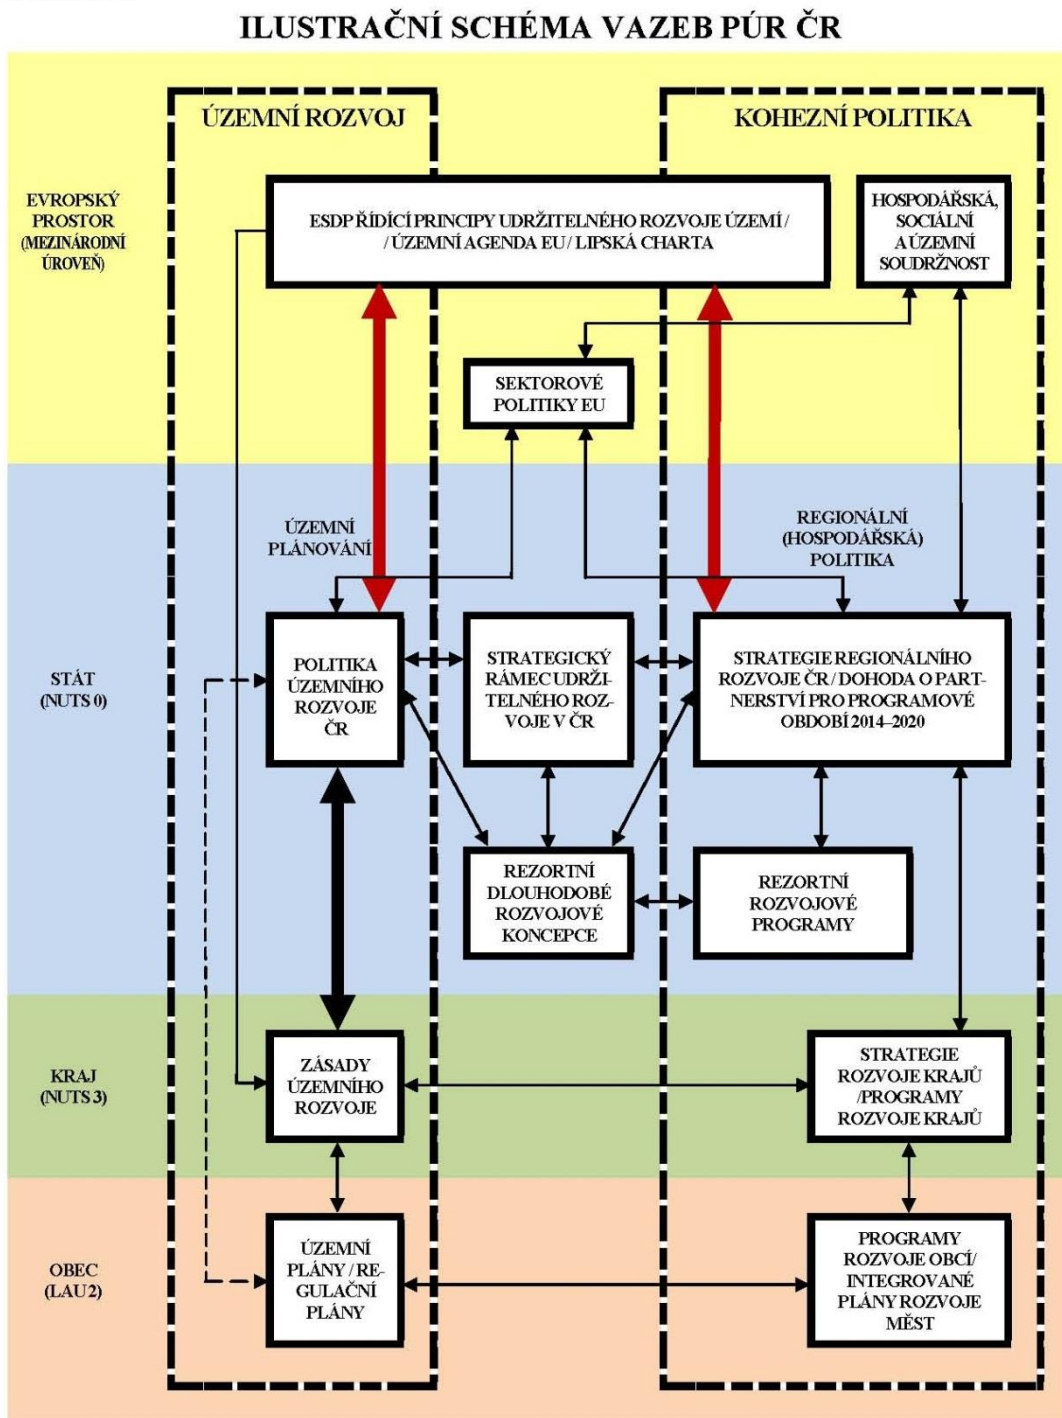 ILUSTRAČNÍ SCHÉMA VAZEB PÚR ČR
ÚZEMNÍ ROZVOJ
KOHEZNÍ POLITIKA
EVROPSKÝ
PROSTOR
(MEZINÁRODNÍ
ÚROVEŇ)
ESDP ŘÍDÍCÍ PRINCIPY UDRŽITELNÉHO ROZVOJE ÚZEMÍ /
/ ÚZEMNÍ AGENDA EU / LIPSKÁ CHARTA
HOSPODÁŘSKÁ,
SOCIÁLNÍ
A ÚZEMNÍ
SOUDRŽNOST
SEKTOROVÉ
POLITIKY EU
ÚZEMNÍ
PLÁNOVÁNÍ
REGIONÁLNÍ
(HOSPODÁŘSKÁ)
POLITIKA
STÁT
(NUTS 0)
POLITIKA
ÚZEMNÍHO
ROZVOJE
ČR
STRATEGICKÝ
RÁMEC UDRŽI-
TELNÉHO ROZ-
VOJE V ČR
STRATEGIE REGIONÁLNÍHO
ROZVOJE ČR / DOHODA O PART-
NERSTVÍ PRO PROGRAMOVÉ
OBDOBÍ 2014–2020
REZORTNÍ
DLOUHODOBÉ
ROZVOJOVÉ
KONCEPCE
REZORTNÍ
ROZVOJOVÉ
PROGRAMY
KRAJ
(NUTS 3)
ZÁSADY
ÚZEMNÍHO
ROZVOJE
STRATEGIE
ROZVOJE KRAJŮ
/PROGRAMY
ROZVOJE KRAJŮ
OBEC
(LAU 2)
ÚZEMNÍ
PLÁNY / RE-
GULAČNÍ
PLÁNY
PROGRAMY
ROZVOJE OBCÍ/
INTEGROVANÉ
PLÁNY ROZVOJE
MĚST